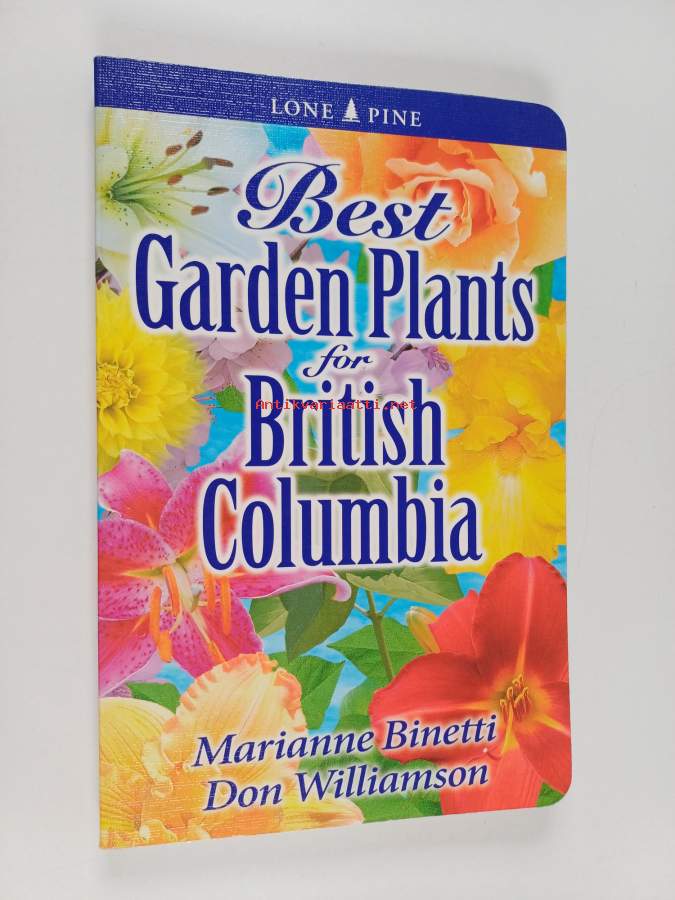 LONE PINE
Best
Garden Plants
for
British
Columbia
Antikvariaatti.net
Marianne Binetti
Don Williamson